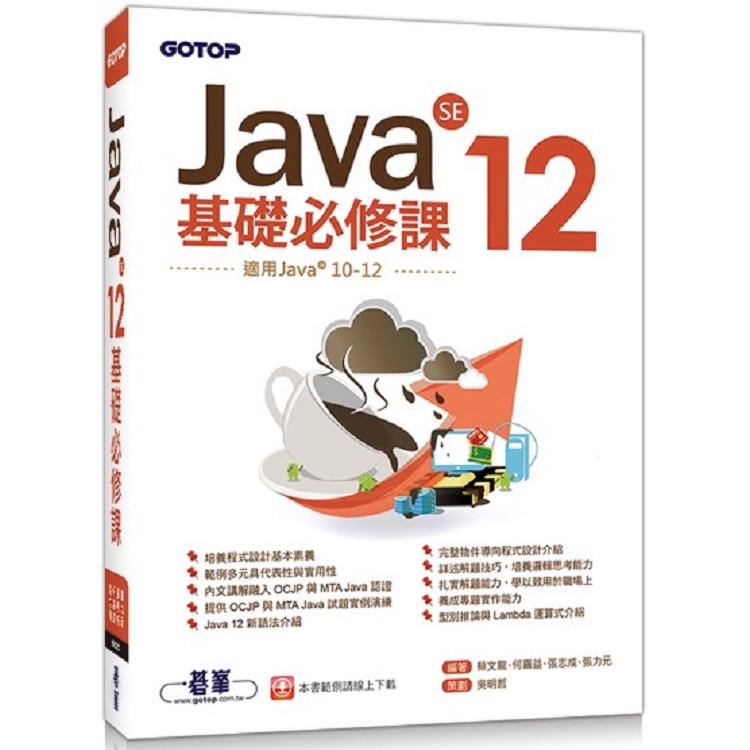 GOTOP
Java SE 12
基礎必修課
適用Java® 10-12
培養程式設計基本素養
範例多元具代表性與實用性
內文講解融入 OCJP 與 MTA Java 認證
提供 OCJP 與 MTA Java 試題實例演練
Java 12 新語法介紹
完整物件導向程式設計介紹
詳述解題技巧，培養邏輯思考能力
扎實解題能力，學以致用於職場上
養成專題實作能力
型別推論與 Lambda 運算式介紹
編著 蔡文龍、何嘉益、張志成、張力元
策劃 吳明哲
碁峯
www.gotop.com.tw
本書範例請線上下載
Java SE 12 基礎必修課